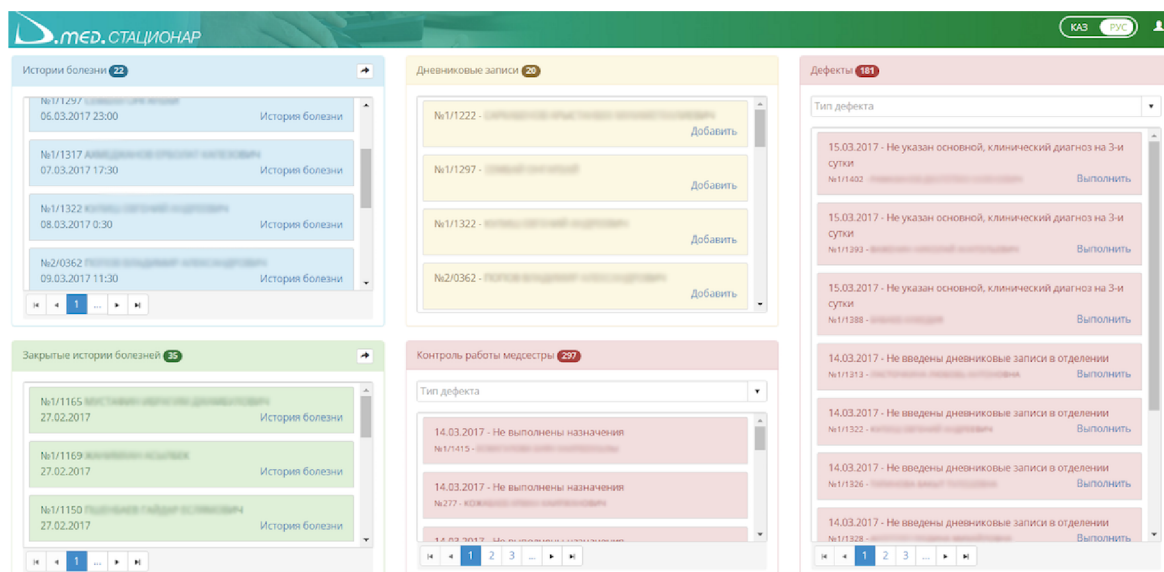 D.med. СТАЦИОНАР
КАЗ РУС
Истории болезни 22
№1/1297
06.03.2017 23:00 История болезни
№1/1317
07.03.2017 17:30 История болезни
№1/1322
08.03.2017 0:30 История болезни
№2/0362
09.03.2017 11:30 История болезни
1 ...
Закрытые истории болезней 35
№1/1165
27.02.2017 История болезни
№1/1169
27.02.2017 История болезни
№1/1150
27.02.2017 История болезни
1 ...
Дневниковые записи 20
№1/1222 -
Добавить
№1/1297 -
Добавить
№1/1322 -
Добавить
№2/0362 -
Добавить
Контроль работы медсестры 297
Тип дефекта
14.03.2017 - Не выполнены назначения
№1/1415 -
14.03.2017 - Не выполнены назначения
№277 -
14.03.2017 - Не выполнены назначения
1 2 3 ...
Дефекты 181
Тип дефекта
15.03.2017 - Не указан основной, клинический диагноз на 3-и
сутки
№1/1402 - Выполнить
15.03.2017 - Не указан основной, клинический диагноз на 3-и
сутки
№1/1293 - Выполнить
15.03.2017 - Не указан основной, клинический диагноз на 3-и
сутки
№1/1288 - Выполнить
14.03.2017 - Не введены дневниковые записи в отделении
№1/1313 - Выполнить
14.03.2017 - Не введены дневниковые записи в отделении
№1/1322 - Выполнить
14.03.2017 - Не введены дневниковые записи в отделении
№1/1326 - Выполнить
14.03.2017 - Не введены дневниковые записи в отделении
№1/1328 - Выполнить
1 2 3 ...